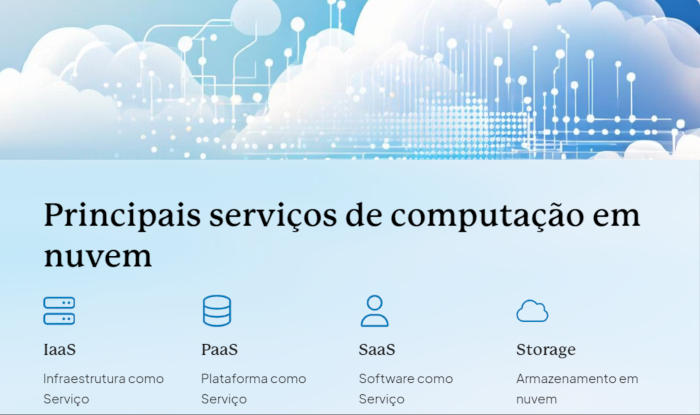 Principais serviços de computação em
nuvem
IaaS
Infraestrutura como
Serviço
PaaS
Plataforma como
Serviço
SaaS
Software como
Serviço
Storage
Armazenamento em
nuvem